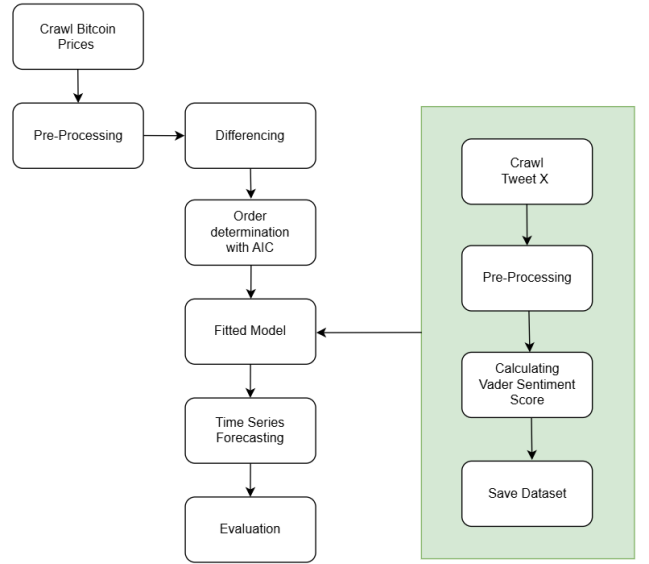 Crawl Bitcoin
Prices
Pre-Processing
Differencing
Order
determination
with AIC
Fitted Model
Time Series
Forecasting
Evaluation
Crawl
Tweet X
Pre-Processing
Calculating
Vader Sentiment
Score
Save Dataset